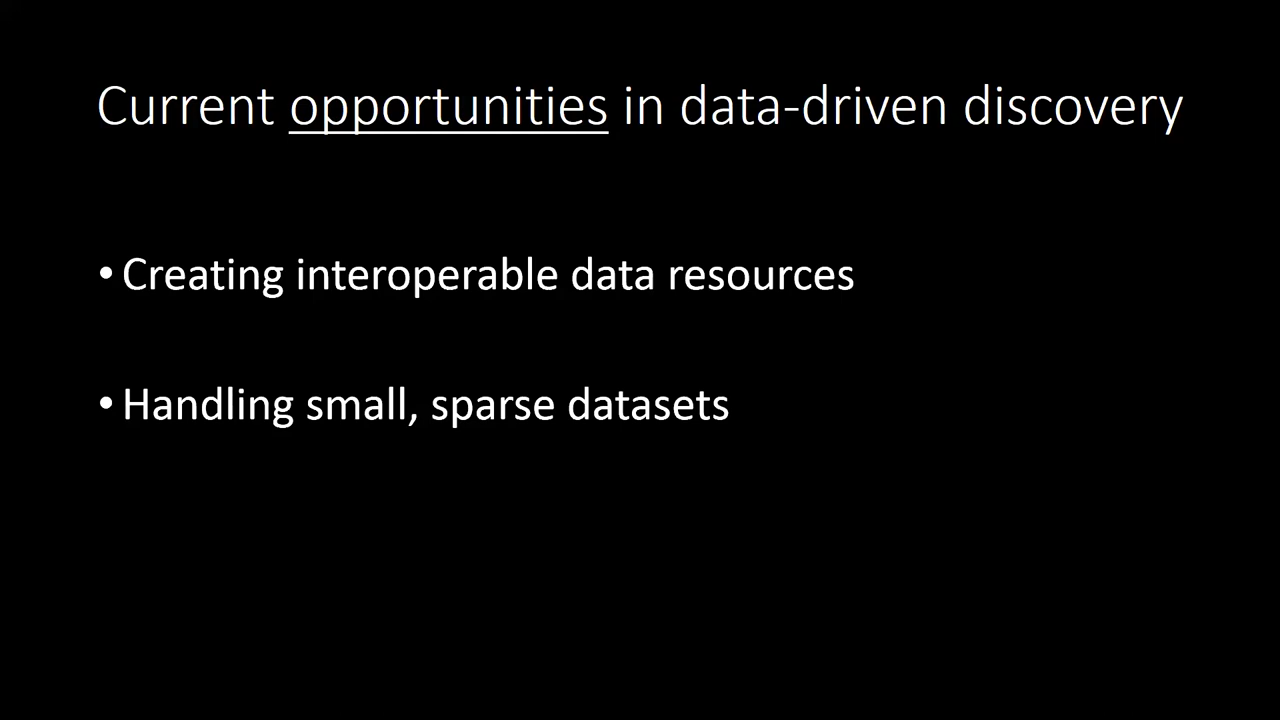 Current opportunities in data-driven discovery
• Creating interoperable data resources
• Handling small, sparse datasets